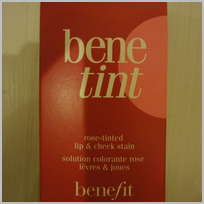 bene
tint
rose-tinted
lip & cheek stain
solution colorante rose
lèvres & joues
benefit